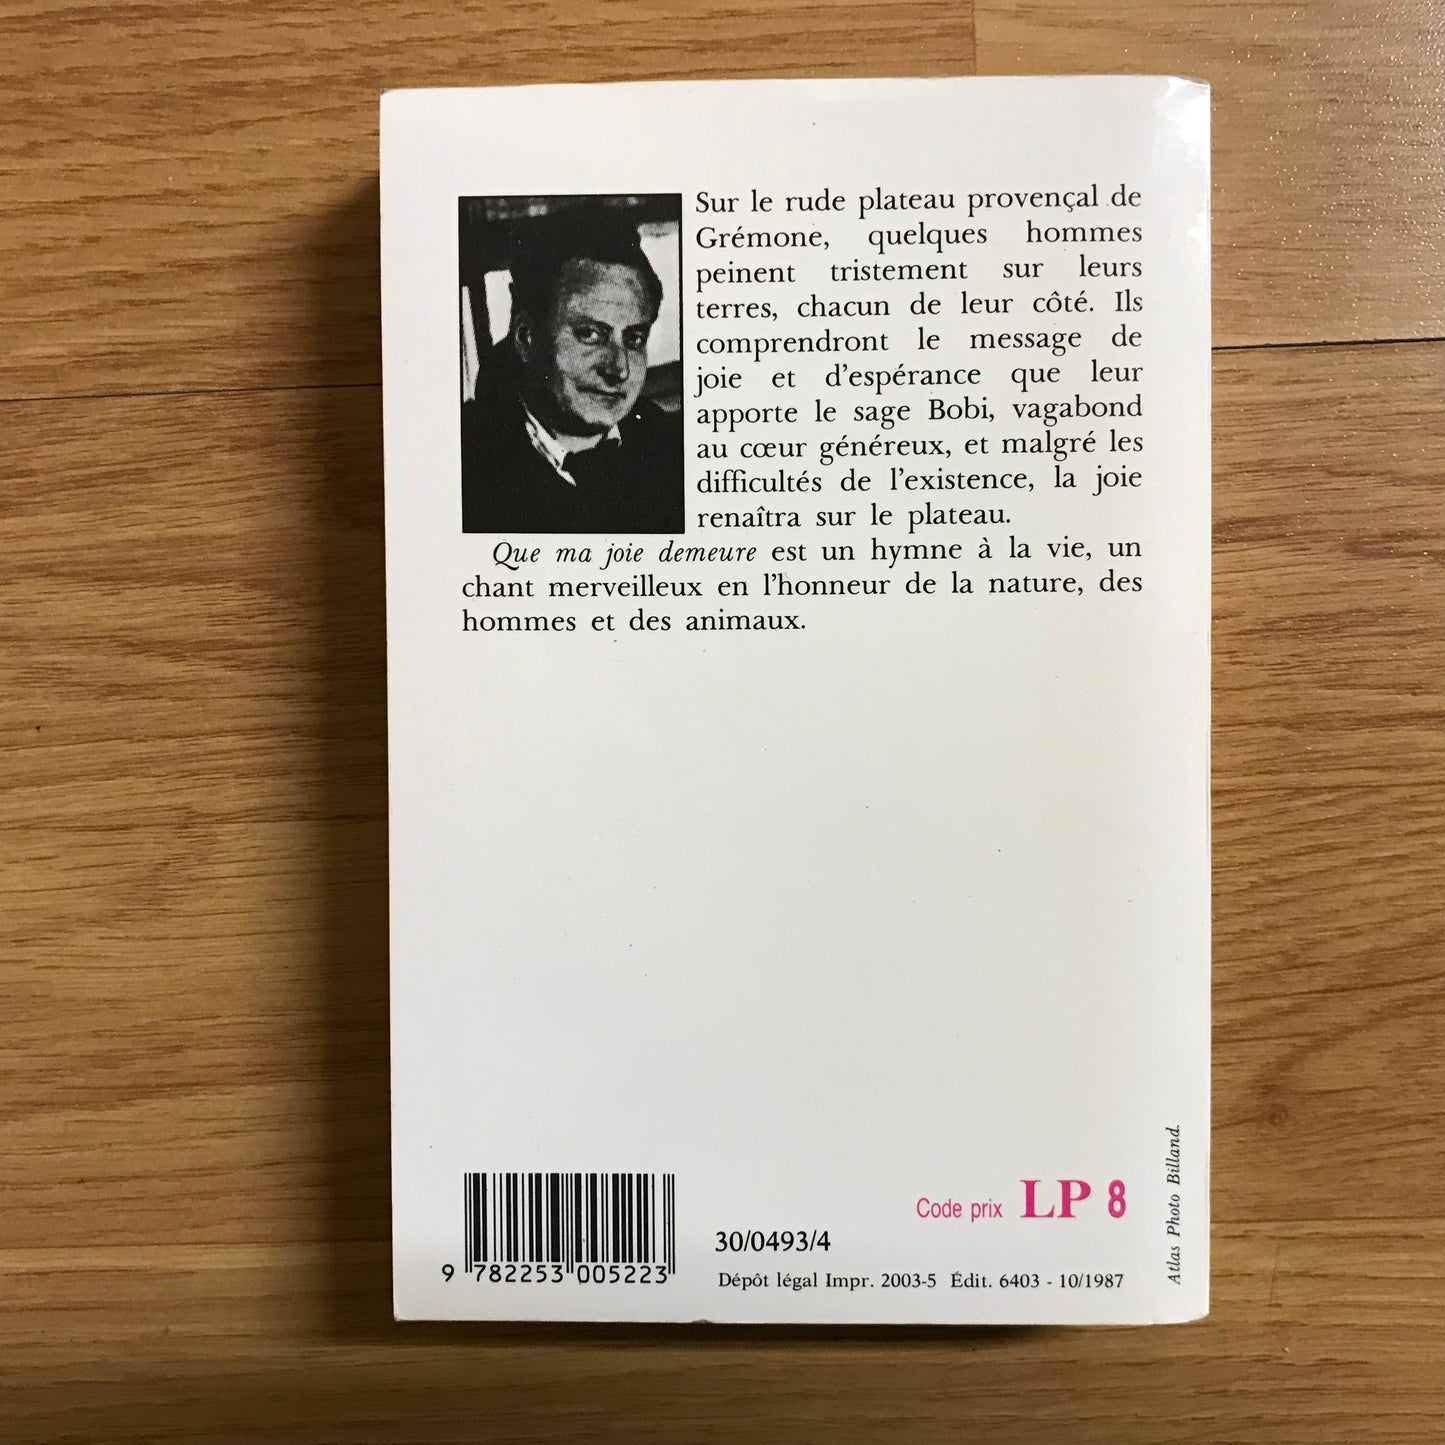 Sur le rude plateau provençal de
Grémone, quelques hommes
peinent tristement sur leurs
terres, chacun de leur côté. Ils
comprendront le message de
joie et d'espérance que leur
apporte le sage Bobi, vagabond
au cœur généreux, et malgré les
difficultés de l'existence, la joie
renaîtra sur le plateau.
Que ma joie demeure est un hymne à la vie, un
chant merveilleux en l'honneur de la nature, des
hommes et des animaux.
Code prix LP 8
30/0493/4
9 782253 005223
Dépôt légal Impr. 2003-5 Édit. 6403 - 10/1987
Atlas Photo Billand.